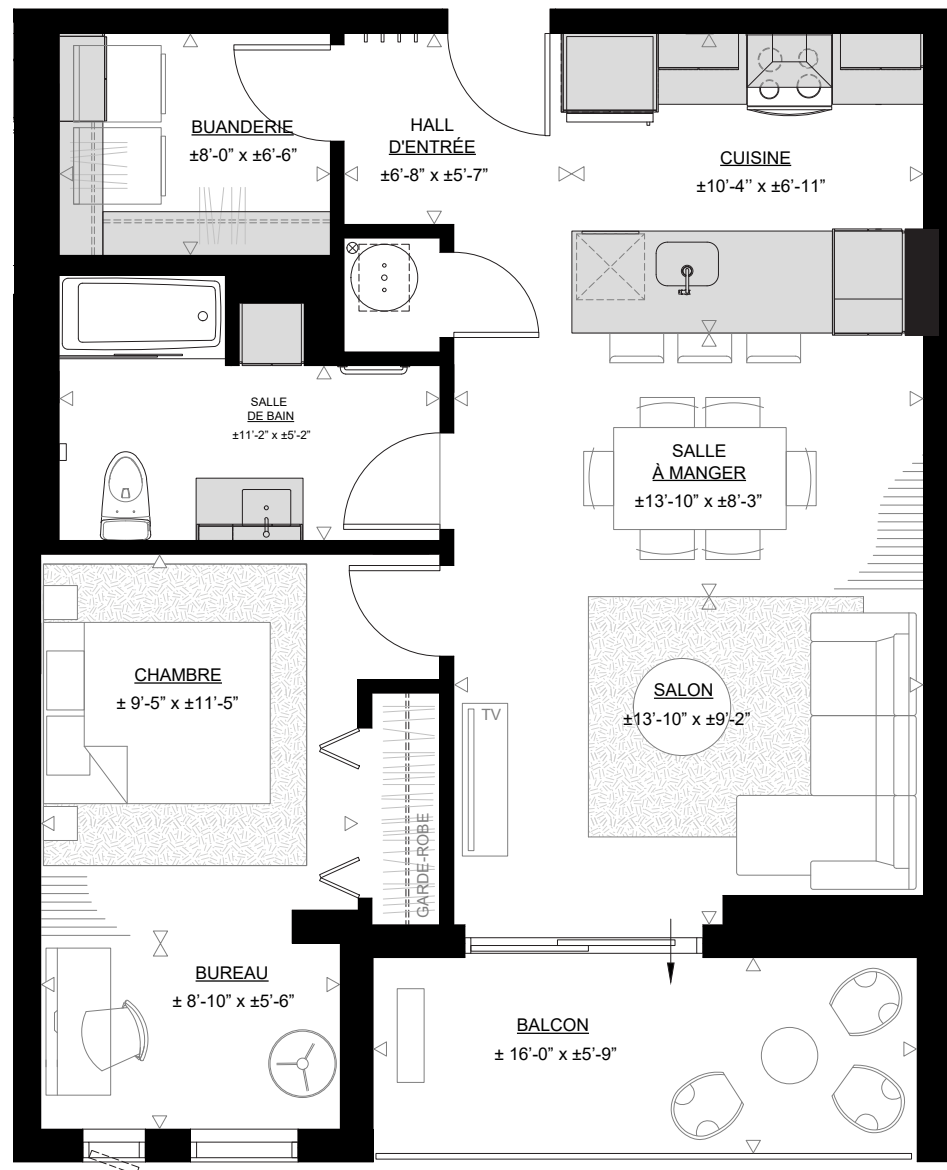 BUANDERIE
±8'-0" x ±6'-6"
HALL
D'ENTRÉE
±6'-8" x ±5'-7"
CUISINE
±10'-4'' x ±6'-11"
SALLE
DE BAIN
±11'-2" x ±5'-2"
SALLE
À MANGER
±13'-10" x ±8'-3"
CHAMBRE
± 9'-5" x ±11'-5"
SALON
±13'-10" x ±9'-2"
TV
GARDE-ROBE
BUREAU
± 8'-10" x ±5'-6"
BALCON
± 16'-0" x ±5'-9"